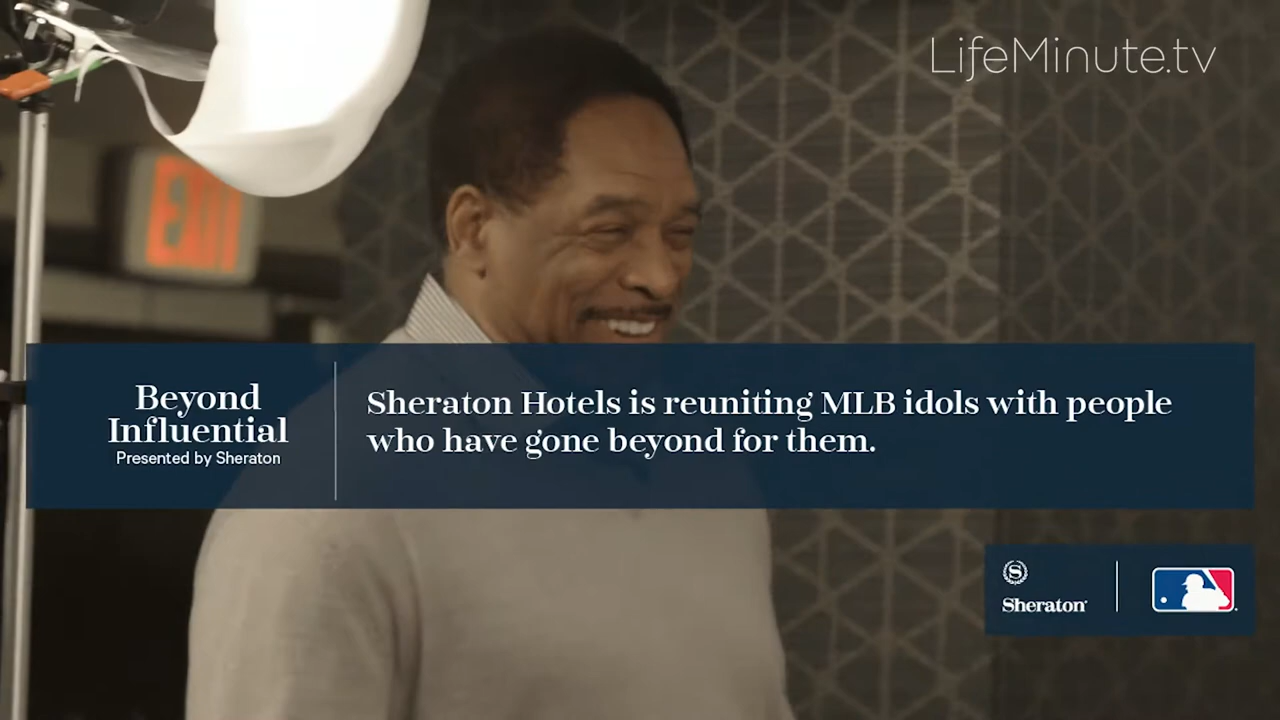 LifeMinute.tv
EXIT
Beyond
Influential
Presented by Sheraton
Sheraton Hotels is reuniting MLB idols with people
who have gone beyond for them.
S
Sheraton